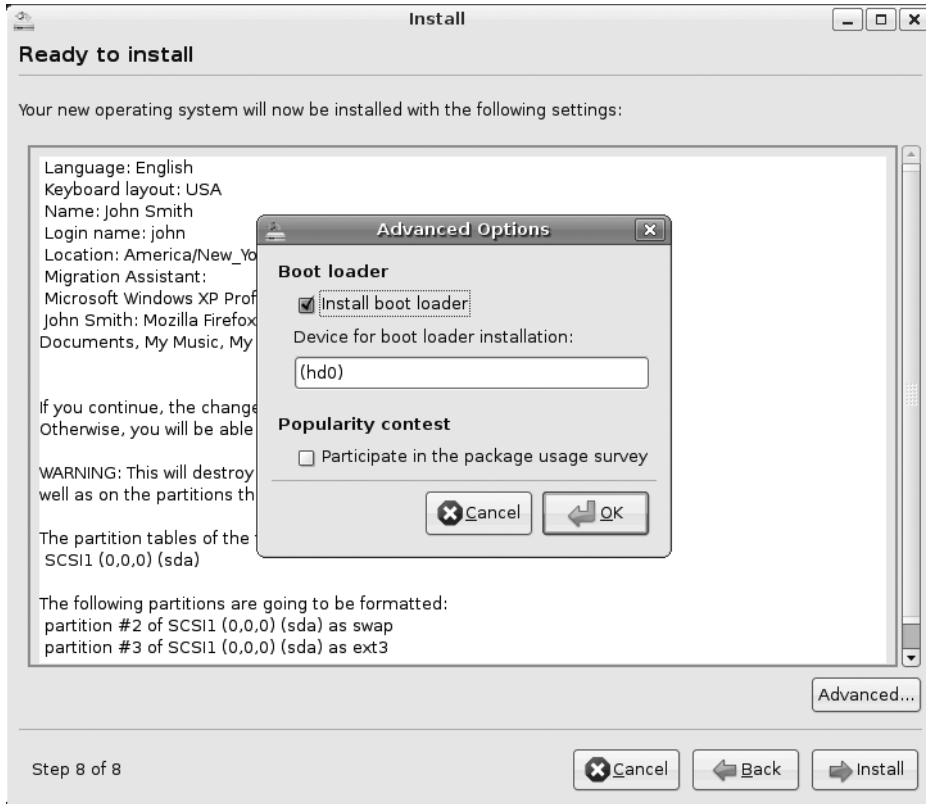 Install
Ready to install
Your new operating system will now be installed with the following settings:
Language: English
Keyboard layout: USA
Name: John Smith
Login name: john
Location: America/New_Yo
Migration Assistant:
Microsoft Windows XP Prof
John Smith: Mozilla Firefox
Documents, My Music, My
If you continue, the change
Otherwise, you will be able
WARNING: This will destroy
well as on the partitions th
The partition tables of the
SCSI1 (0,0,0) (sda)
The following partitions are going to be formatted:
partition #2 of SCSI1 (0,0,0) (sda) as swap
partition #3 of SCSI1 (0,0,0) (sda) as ext3
Advanced Options
Boot loader
Install boot loader
Device for boot loader installation:
(hd0)
Popularity contest
Participate in the package usage survey
Cancel
OK
Advanced...
Step 8 of 8
Cancel
Back
Install